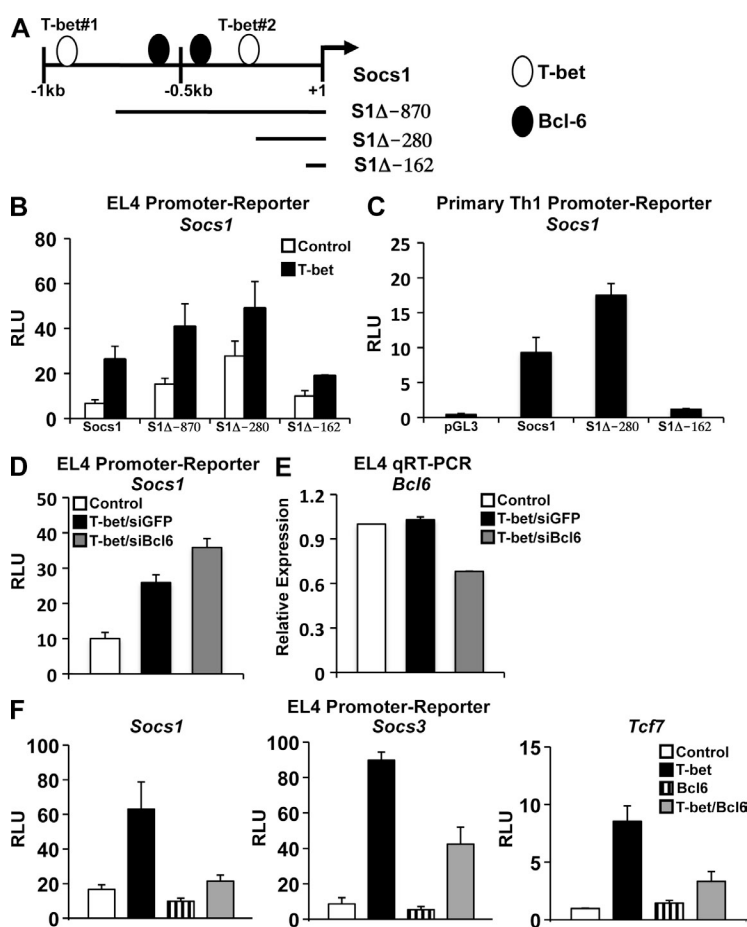 A
T-bet#1
T-bet#2
-1kb
-0.5kb
+1
Socs1
S1Δ-870
S1Δ-280
S1Δ-162
T-bet
Bcl-6
B
EL4 Promoter-Reporter
Socs1
Control
T-bet
RLU
80
60
40
20
0
Socs1
S1Δ-870
S1Δ-280
S1Δ-162
C
Primary Th1 Promoter-Reporter
Socs1
RLU
25
20
15
10
5
0
pGL3
Socs1
S1Δ-280
S1Δ-162
D
EL4 Promoter-Reporter
Socs1
Control
T-bet/siGFP
T-bet/siBcl6
RLU
50
40
30
20
10
0
E
EL4 qRT-PCR
Bcl6
Control
T-bet/siGFP
T-bet/siBcl6
Relative Expression
1.2
0.9
0.6
0.3
0
F
EL4 Promoter-Reporter
Socs1
RLU
100
80
60
40
20
0
Socs3
RLU
100
80
60
40
20
0
Tcf7
Control
T-bet
Bcl6
T-bet/Bcl6
RLU
15
10
5
0